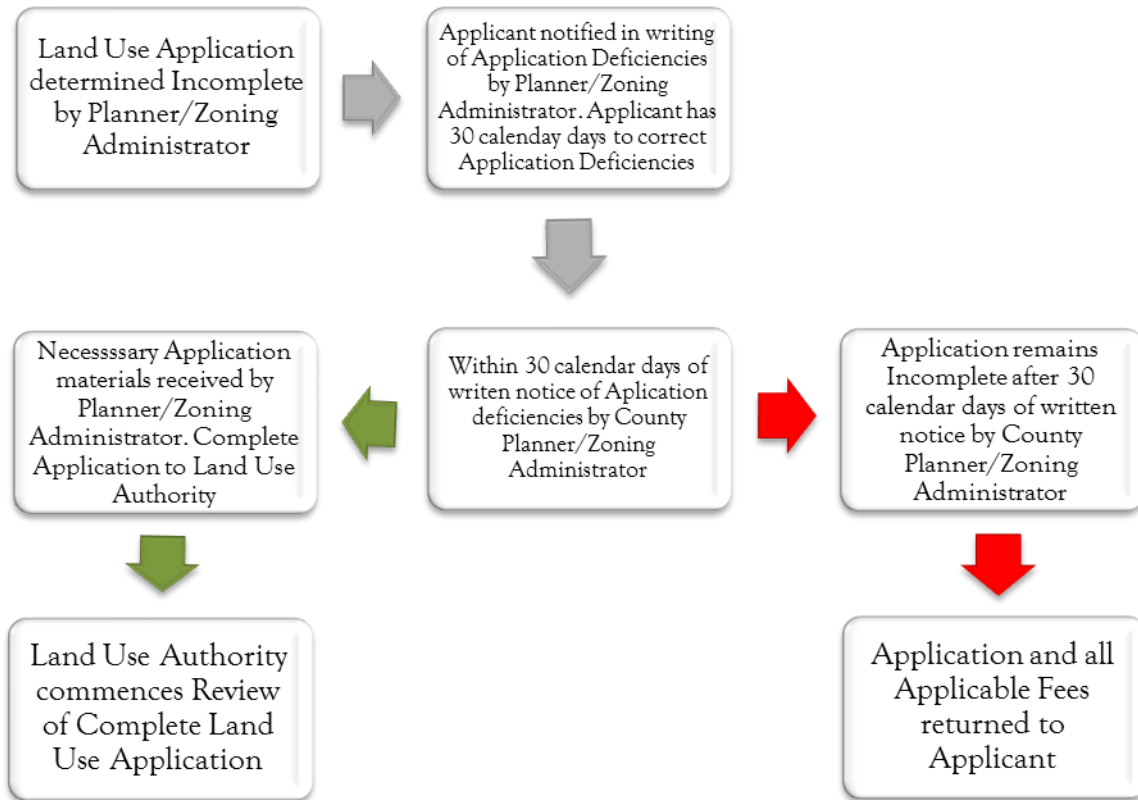 Land Use Application
determined Incomplete
by Planner/Zoning
Administrator
Applicant notified in writing
of Application Deficiencies
by Planner/Zoning
Administrator. Applicant has
30 calenday days to correct
Application Deficiencies
Necesssary Application
materials received by
Planner/Zoning
Administrator. Complete
Application to Land Use
Authority
Within 30 calendar days of
writen notice of Aplication
deficiencies by County
Planner/Zoning
Administrator
Application remains
Incomplete after 30
calendar days of written
notice by County
Planner/Zoning
Administrator
Land Use Authority
commences Review
of Complete Land
Use Application
Application and all
Applicable Fees
returned to
Applicant